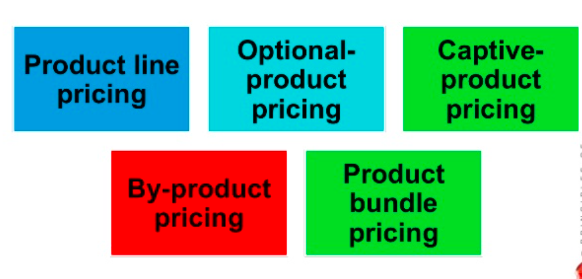 Product line
pricing
Optional-
product
pricing
Captive-
product
pricing
By-product
pricing
Product
bundle
pricing